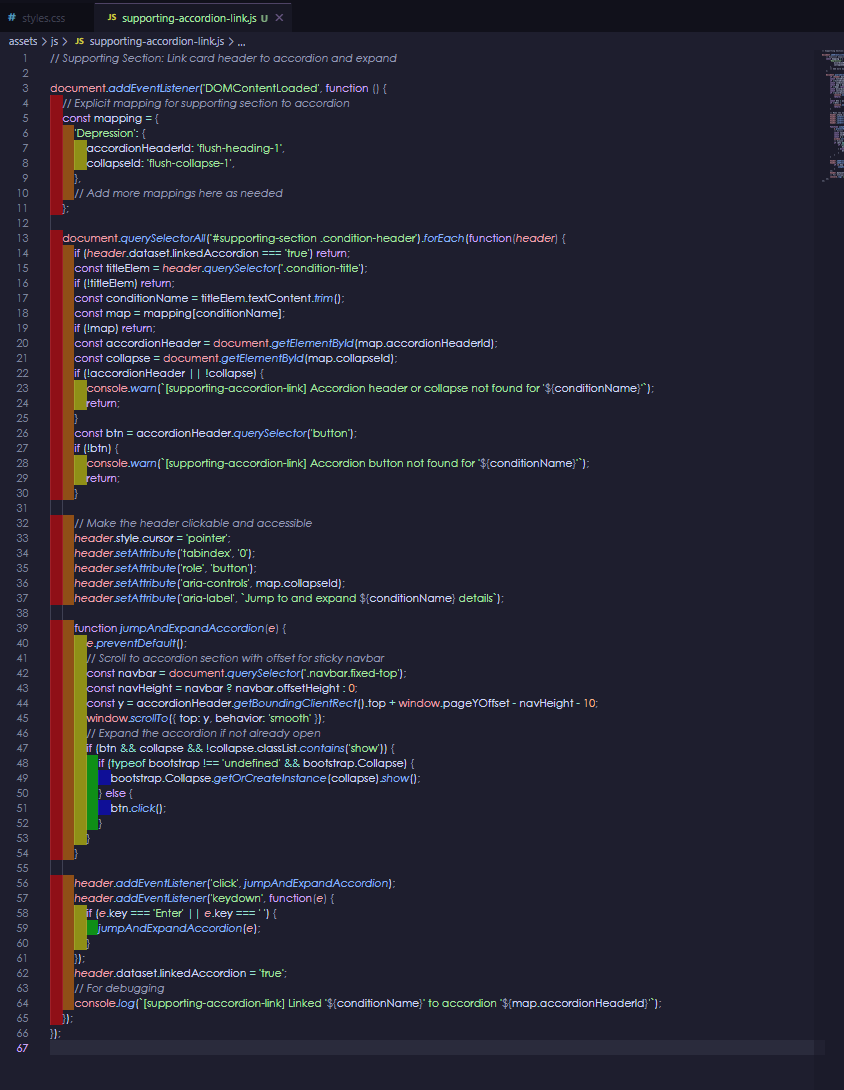 # styles.css
JS supporting-accordion-link.js U ×
assets > js > JS supporting-accordion-link.js > ...
1 // Supporting Section: Link card header to accordion and expand
2
3 document.addEventListener('DOMContentLoaded', function () {
4 // Explicit mapping for supporting section to accordion
5 const mapping = {
6 'Depression': {
7 accordionHeaderId: 'flush-heading-1',
8 collapseId: 'flush-collapse-1',
9 },
10 // Add more mappings here as needed
11 };
12
13 document.querySelectorAll('#supporting-section .condition-header').forEach(function(header) {
14 if (header.dataset.linkedAccordion === 'true') return;
15 const titleElem = header.querySelector('.condition-title');
16 if (!titleElem) return;
17 const conditionName = titleElem.textContent.trim();
18 const map = mapping[conditionName];
19 if (!map) return;
20 const accordionHeader = document.getElementById(map.accordionHeaderId);
21 const collapse = document.getElementById(map.collapseId);
22 if (!accordionHeader || !collapse) {
23 console.warn(`[supporting-accordion-link] Accordion header or collapse not found for '${conditionName}'`);
24 return;
25 }
26 const btn = accordionHeader.querySelector('button');
27 if (!btn) {
28 console.warn(`[supporting-accordion-link] Accordion button not found for '${conditionName}'`);
29 return;
30 }
31
32 // Make the header clickable and accessible
33 header.style.cursor = 'pointer';
34 header.setAttribute('tabindex', '0');
35 header.setAttribute('role', 'button');
36 header.setAttribute('aria-controls', map.collapseId);
37 header.setAttribute('aria-label', `Jump to and expand ${conditionName} details`);
38
39 function jumpAndExpandAccordion(e) {
40 e.preventDefault();
41 // Scroll to accordion section with offset for sticky navbar
42 const navbar = document.querySelector('.navbar.fixed-top');
43 const navHeight = navbar ? navbar.offsetHeight : 0;
44 const y = accordionHeader.getBoundingClientRect().top + window.pageYOffset - navHeight - 10;
45 window.scrollTo({ top: y, behavior: 'smooth' });
46 // Expand the accordion if not already open
47 if (btn && collapse && !collapse.classList.contains('show')) {
48 if (typeof bootstrap !== 'undefined' && bootstrap.Collapse) {
49 bootstrap.Collapse.getOrCreateInstance(collapse).show();
50 } else {
51 btn.click();
52 }
53 }
54 }
55
56 header.addEventListener('click', jumpAndExpandAccordion);
57 header.addEventListener('keydown', function(e) {
58 if (e.key === 'Enter' || e.key === ' ') {
59 jumpAndExpandAccordion(e);
60 }
61 });
62 header.dataset.linkedAccordion = 'true';
63 // For debugging
64 console.log(`[supporting-accordion-link] Linked '${conditionName}' to accordion '${map.accordionHeaderId}'`);
65 });
66 });
67